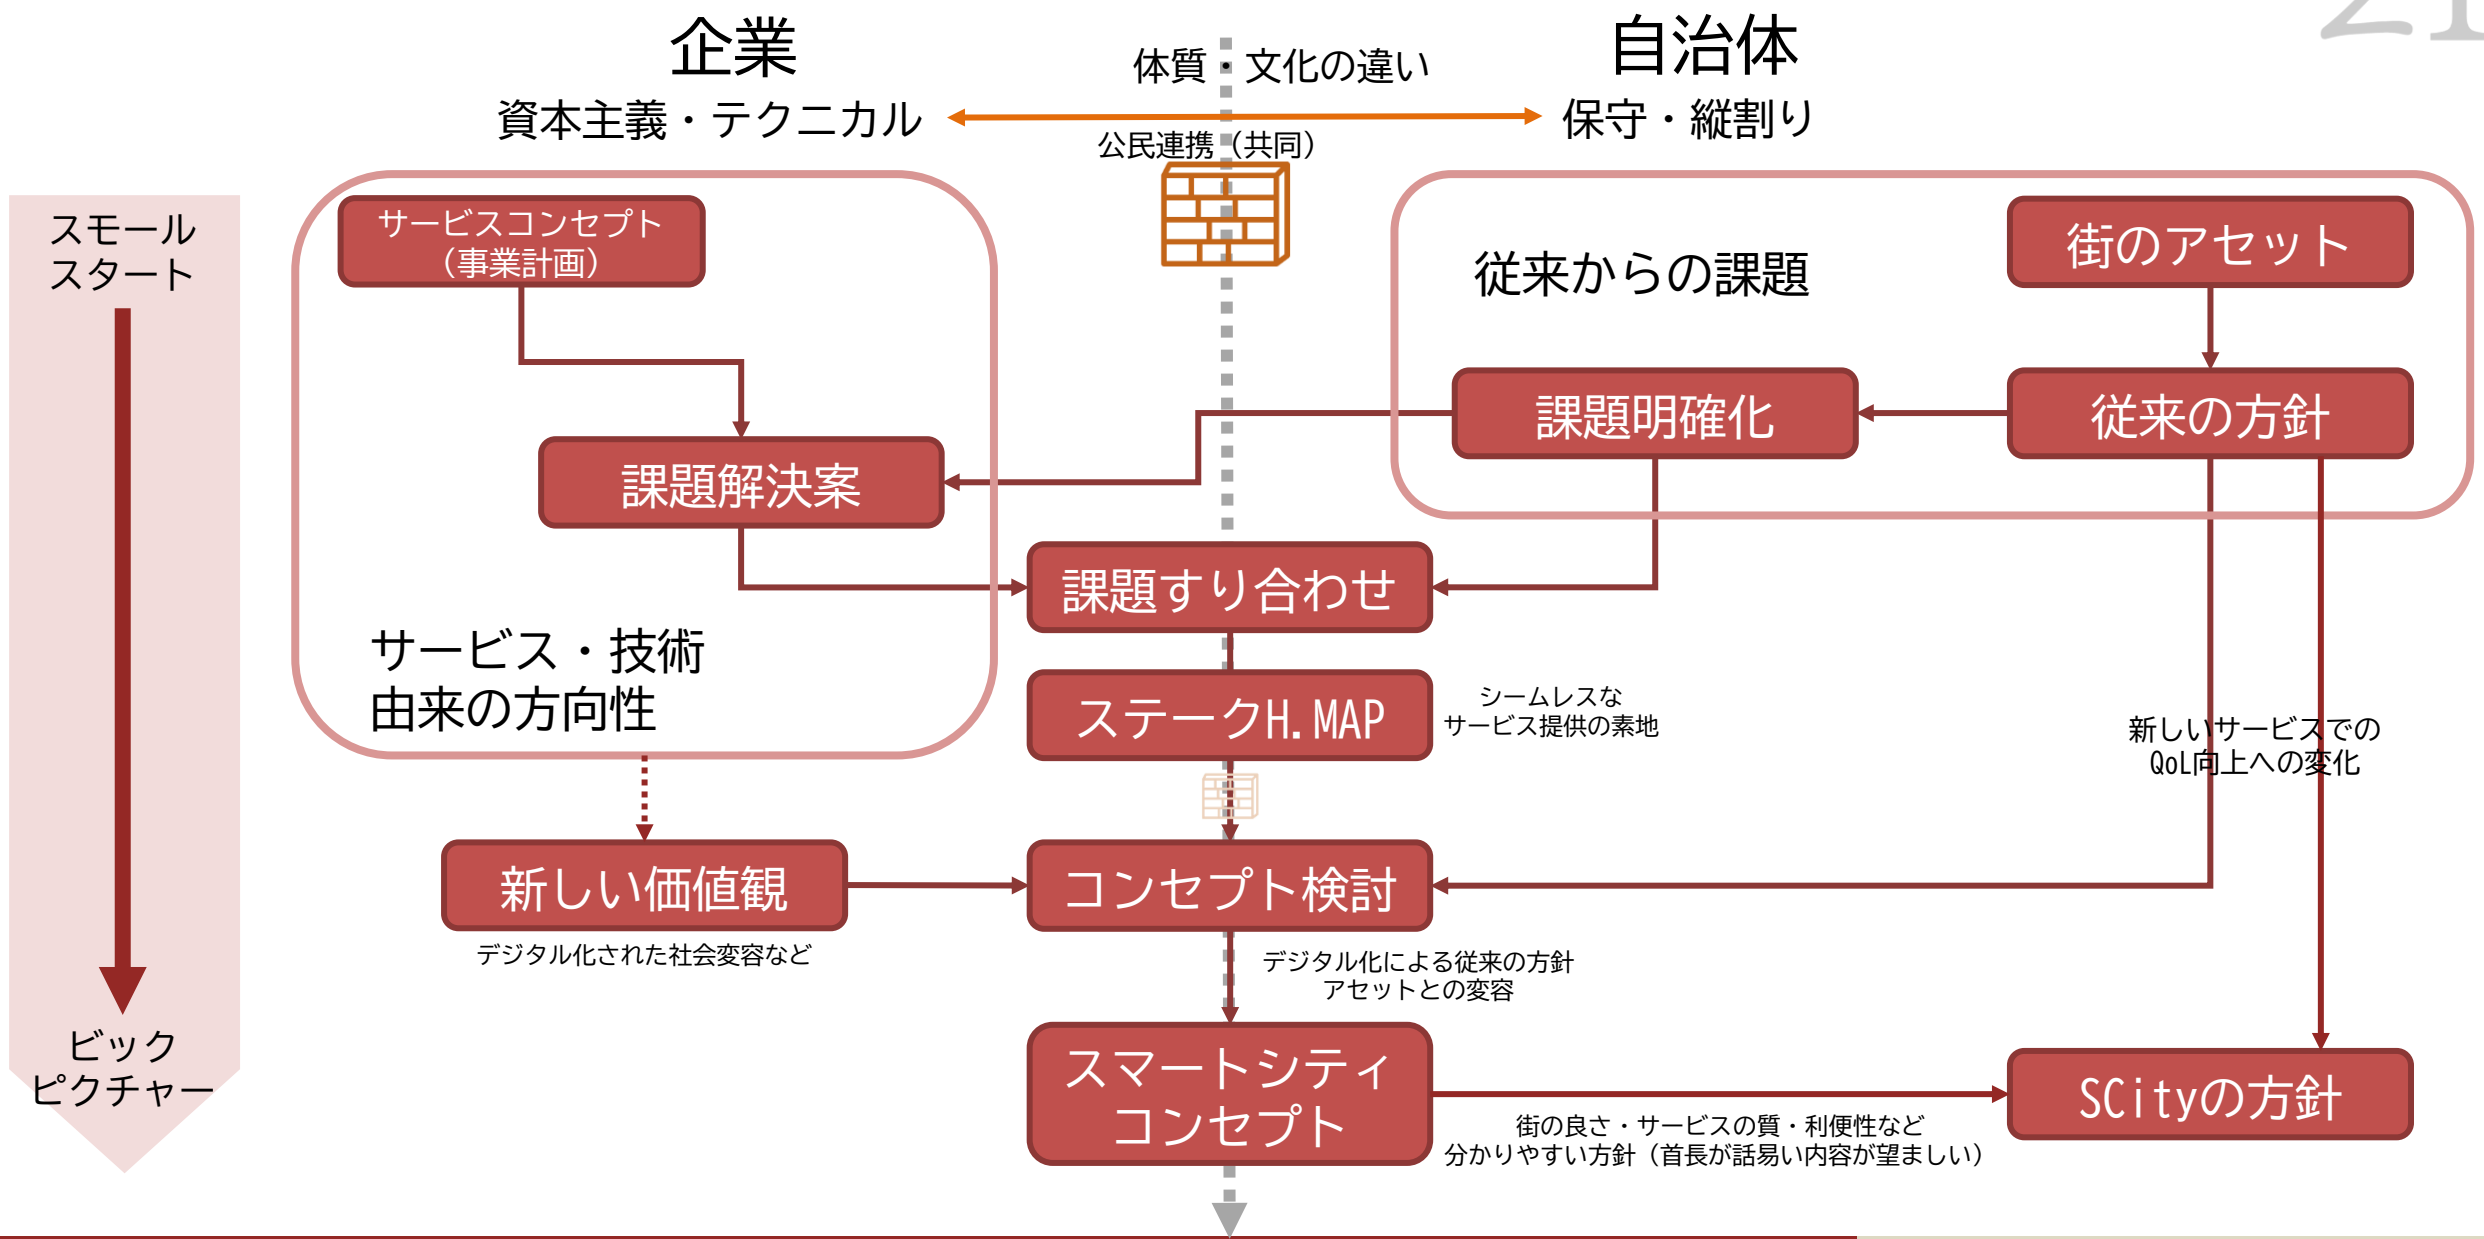 企業
体質・文化の違い
自治体
資本主義・テクニカル
保守・縦割り
公民連携（共同）
スモール
スタート
サービスコンセプト
（事業計画）
従来からの課題
街のアセット
課題明確化
従来の方針
課題解決案
課題すり合わせ
サービス・技術
由来の方向性
ステークH.MAP
シームレスな
サービス提供の素地
新しいサービスでの
QoL向上への変化
新しい価値観
コンセプト検討
デジタル化された社会変容など
デジタル化による従来の方針
アセットとの変容
ビック
ピクチャー
スマートシティ
コンセプト
SCityの方針
街の良さ・サービスの質・利便性など
分かりやすい方針（首長が話易い内容が望ましい）